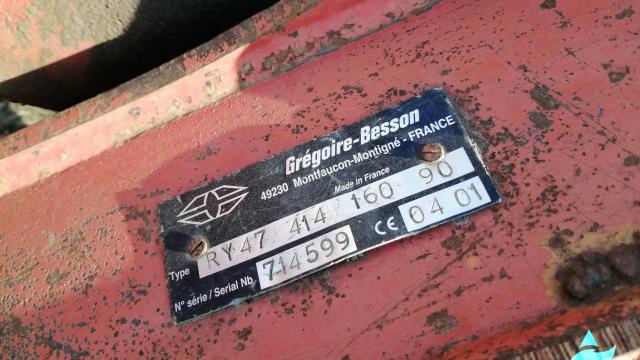 Grégoire-Besson
49230 Montfaucon-Montigné - FRANCE
Made in France
Type RY47 414 160 90
N° série / Serial Nb 714599 CE 04 01